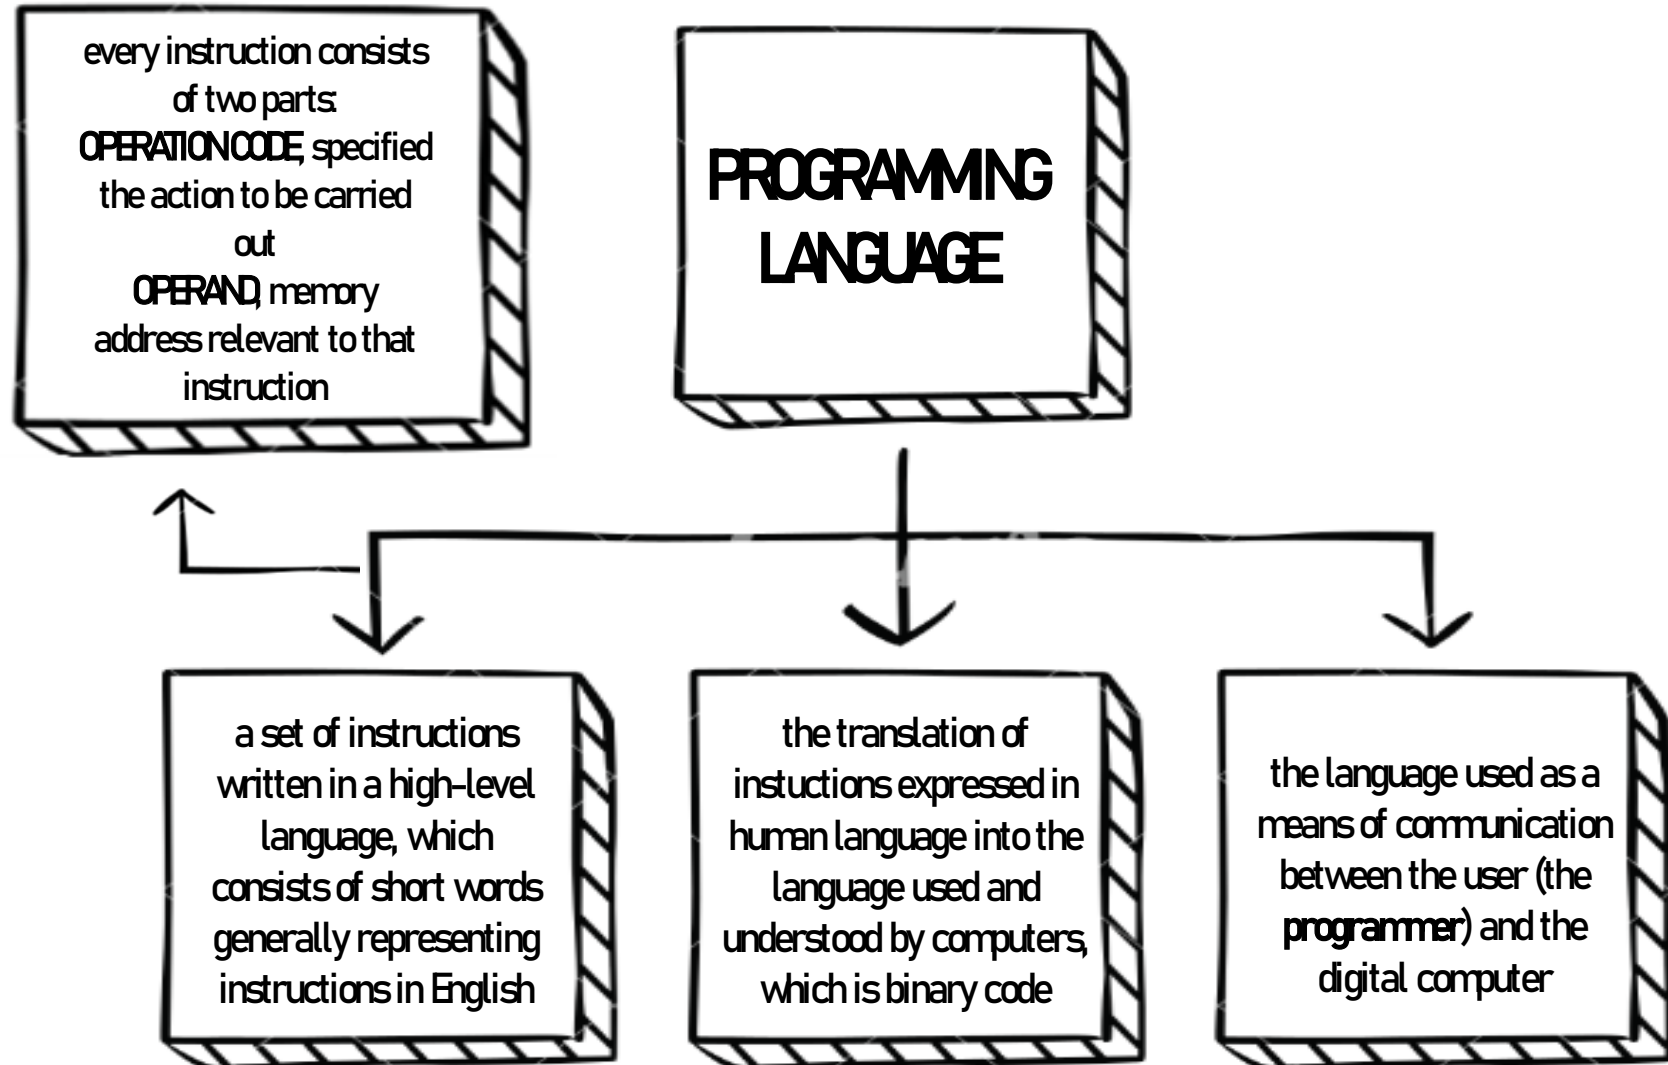 every instruction consists
of two parts:
OPERATION CODE, specified
the action to be carried
out
OPERAND, memory
address relevant to that
instruction
PROGRAMMING
LANGUAGE
a set of instructions
written in a high-level
language, which
consists of short words
generally representing
instructions in English
the translation of
instuctions expressed in
human language into the
language used and
understood by computers,
which is binary code
the language used as a
means of communication
between the user (the
programmer) and the
digital computer